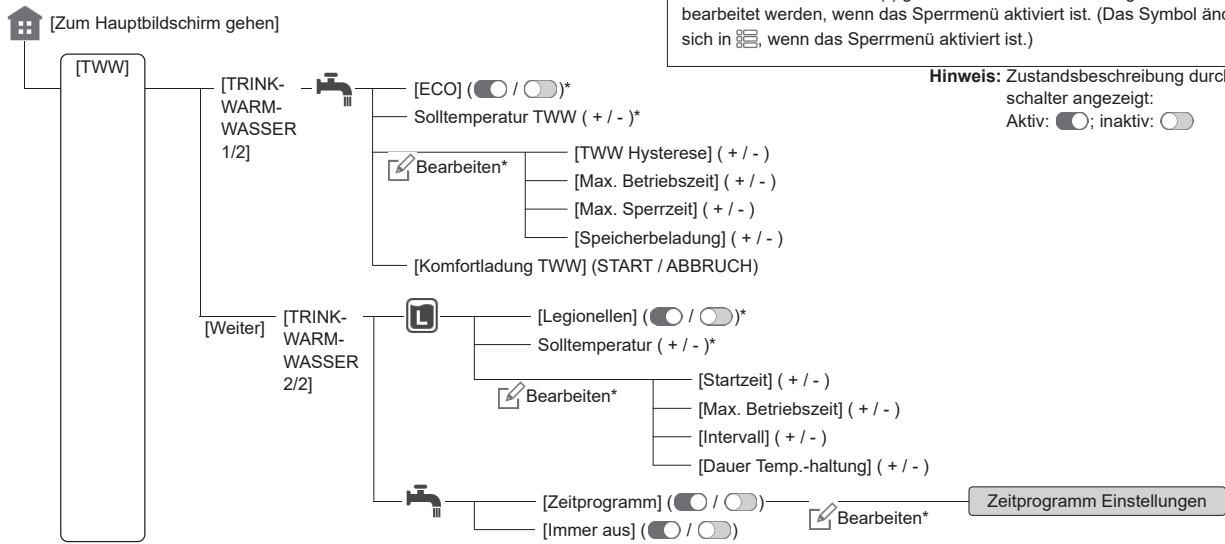 [Zum Hauptbildschirm gehen]
bearbeitet werden, wenn das Sperrmenü aktiviert ist. (Das Symbol änd
sich in , wenn das Sperrmenü aktiviert ist.)
Hinweis: Zustandsbeschreibung durch
schalter angezeigt:
Aktiv: ; inaktiv:
[TWW]
[TRINK-
WARM-
WASSER
1/2]
[ECO] ( / )*
Solltemperatur TWW ( + / - )*
Bearbeiten*
[TWW Hysterese] ( + / - )
[Max. Betriebszeit] ( + / - )
[Max. Sperrzeit] ( + / - )
[Speicherbeladung] ( + / - )
[Komfortladung TWW] (START / ABBRUCH)
[Weiter]
[TRINK-
WARM-
WASSER
2/2]
L
[Legionellen] ( / )*
Solltemperatur ( + / - )*
Bearbeiten*
[Startzeit] ( + / - )
[Max. Betriebszeit] ( + / - )
[Intervall] ( + / - )
[Dauer Temp.-haltung] ( + / - )
[Zeitprogramm] ( / )
Bearbeiten*
Zeitprogramm Einstellungen
[Immer aus] ( / )